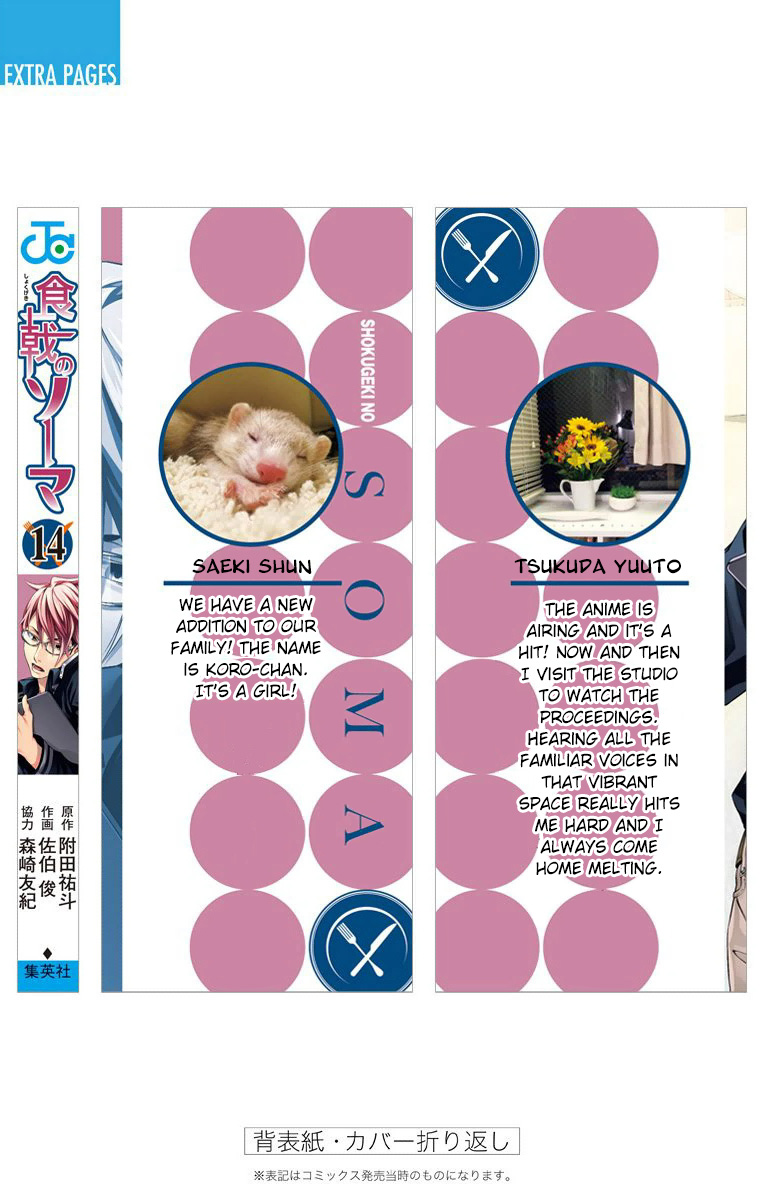 EXTRA PAGES
JC
食戟のソーマ
しょくげき
14
原作 附田祐斗
作画 佐伯 俊
協力 森崎友紀
集英社
SHOKUGEKI NO
SOMA
SAEKI SHUN
WE HAVE A NEW
ADDITION TO OUR
FAMILY! THE NAME
IS KORO-CHAN.
IT'S A GIRL!
TSUKUDA YUUTO
THE ANIME IS
AIRING AND IT'S A
HIT! NOW AND THEN
I VISIT THE STUDIO
TO WATCH THE
PROCEEDINGS.
HEARING ALL THE
FAMILIAR VOICES IN
THAT VIBRANT
SPACE REALLY HITS
ME HARD AND I
ALWAYS COME
HOME MELTING.
背表紙・カバー折り返し
※表記はコミックス発売当時のものになります。